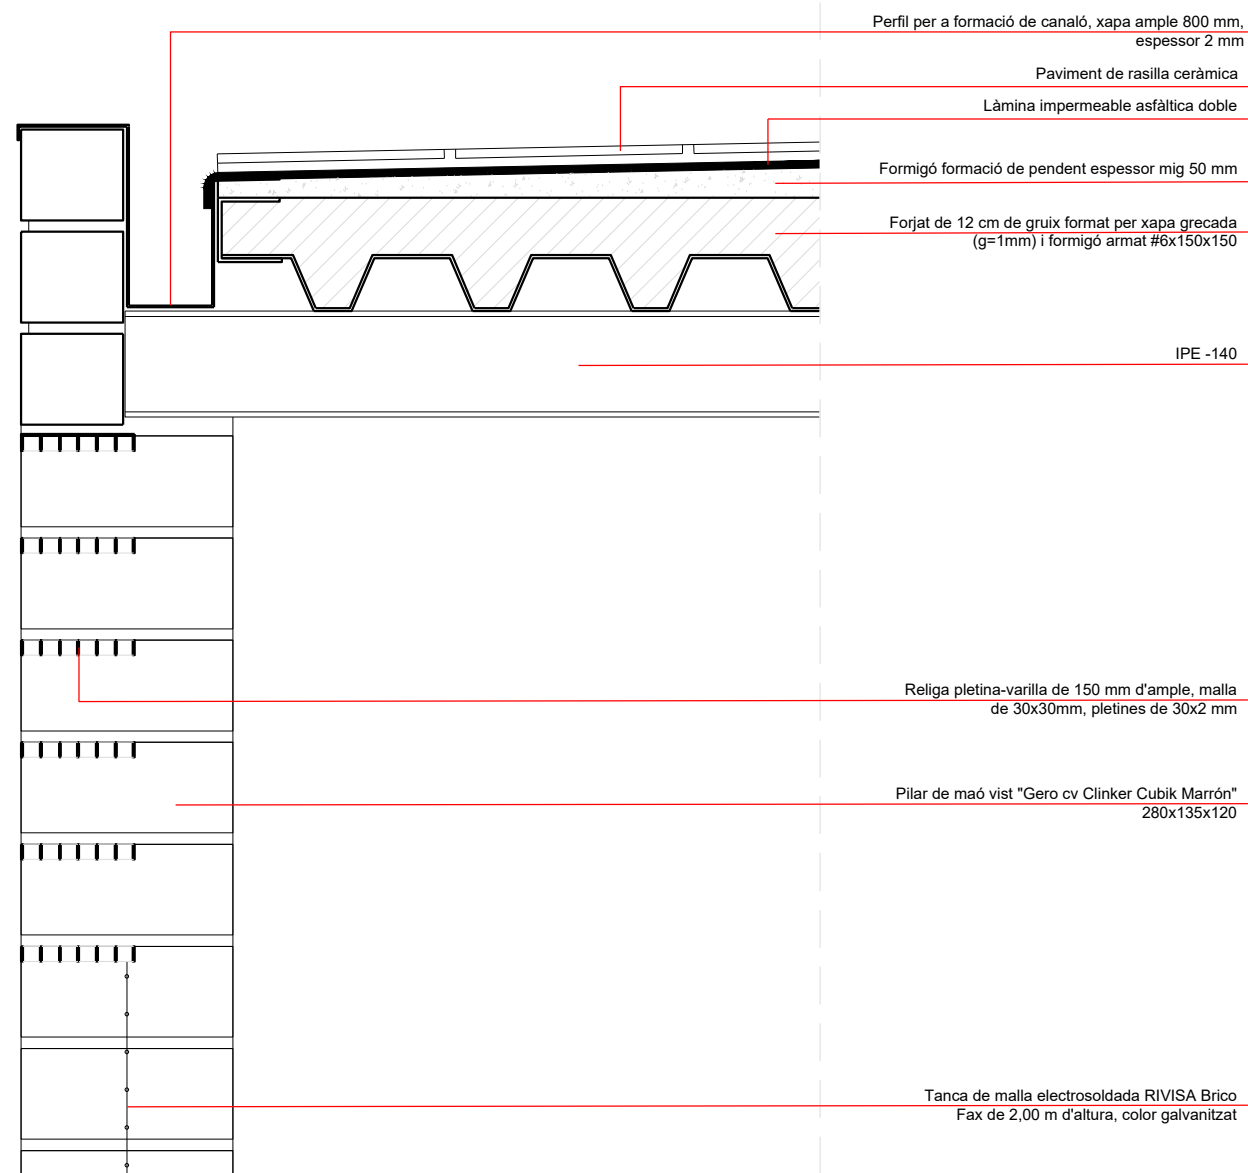 Perfil per a formació de canaló, xapa ample 800 mm,
espessor 2 mm
Paviment de rasilla ceràmica
Làmina impermeable asfàltica doble
Formigó formació de pendent espessor mig 50 mm
Forjat de 12 cm de gruix format per xapa grecada
(g=1mm) i formigó armat #6x150x150
IPE -140
Religa pletina-varilla de 150 mm d'ample, malla
de 30x30mm, pletines de 30x2 mm
Pilar de maó vist "Gero cv Clinker Cubik Marrón"
280x135x120
Tanca de malla electrosoldada RIVISA Brico
Fax de 2,00 m d'altura, color galvanitzat